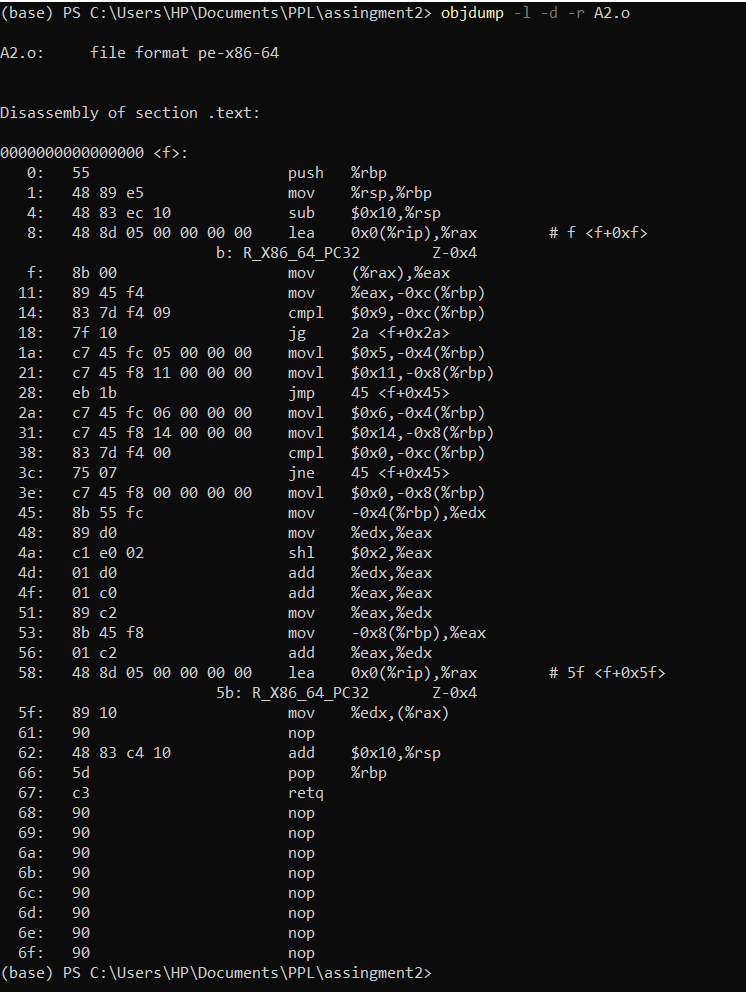 (base) PS C:\Users\HP\Documents\PPL\assingment2> objdump -l -d -r A2.o
A2.o:     file format pe-x86-64
Disassembly of section .text:
0000000000000000 <f>:
   0:   55                      push   %rbp
   1:   48 89 e5                mov    %rsp,%rbp
   4:   48 83 ec 10             sub    $0x10,%rsp
   8:   48 8d 05 00 00 00 00    lea    0x0(%rip),%rax        # f <f+0xf>
                        b: R_X86_64_PC32        Z-0x4
   f:   8b 00                   mov    (%rax),%eax
  11:   89 45 f4                mov    %eax,-0xc(%rbp)
  14:   83 7d f4 09             cmpl   $0x9,-0xc(%rbp)
  18:   7f 10                   jg     2a <f+0x2a>
  1a:   c7 45 fc 05 00 00 00    movl   $0x5,-0x4(%rbp)
  21:   c7 45 f8 11 00 00 00    movl   $0x11,-0x8(%rbp)
  28:   eb 1b                   jmp    45 <f+0x45>
  2a:   c7 45 fc 06 00 00 00    movl   $0x6,-0x4(%rbp)
  31:   c7 45 f8 14 00 00 00    movl   $0x14,-0x8(%rbp)
  38:   83 7d f4 00             cmpl   $0x0,-0xc(%rbp)
  3c:   75 07                   jne    45 <f+0x45>
  3e:   c7 45 f8 00 00 00 00    movl   $0x0,-0x8(%rbp)
  45:   8b 55 fc                mov    -0x4(%rbp),%edx
  48:   89 d0                   mov    %edx,%eax
  4a:   c1 e0 02                shl    $0x2,%eax
  4d:   01 d0                   add    %edx,%eax
  4f:   01 c0                   add    %eax,%eax
  51:   89 c2                   mov    %eax,%edx
  53:   8b 45 f8                mov    -0x8(%rbp),%eax
  56:   01 c2                   add    %eax,%edx
  58:   48 8d 05 00 00 00 00    lea    0x0(%rip),%rax        # 5f <f+0x5f>
                        5b: R_X86_64_PC32       Z-0x4
  5f:   89 10                   mov    %edx,(%rax)
  61:   90                      nop
  62:   48 83 c4 10             add    $0x10,%rsp
  66:   5d                      pop    %rbp
  67:   c3                      retq
  68:   90                      nop
  69:   90                      nop
  6a:   90                      nop
  6b:   90                      nop
  6c:   90                      nop
  6d:   90                      nop
  6e:   90                      nop
  6f:   90                      nop
(base) PS C:\Users\HP\Documents\PPL\assingment2>